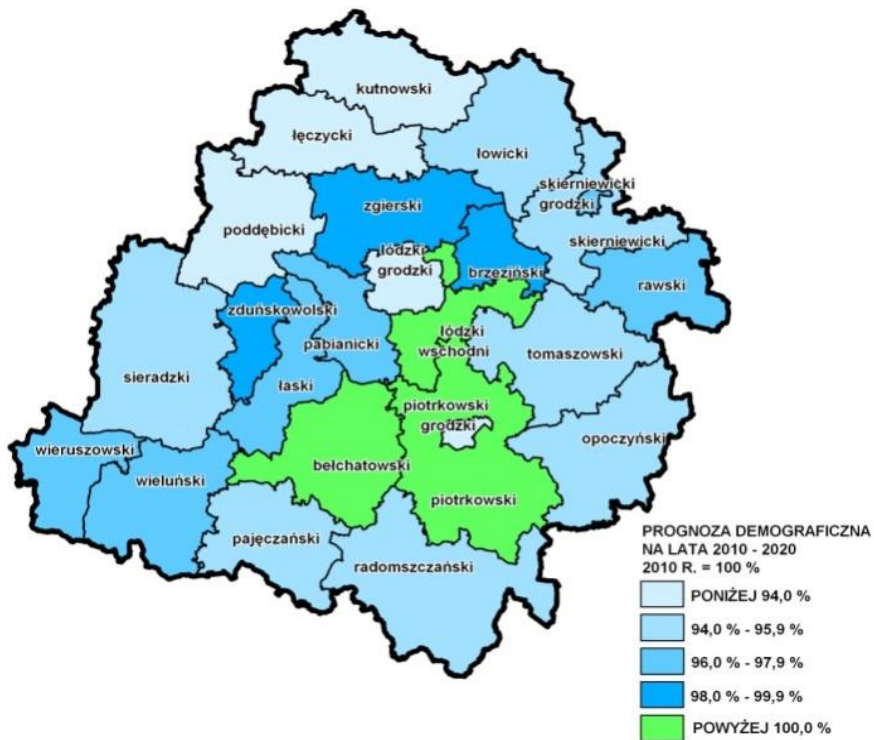 kutnowski
łęczycki
łowicki
skierniewicki
grodzki
zgierski
poddębicki
skierniewicki
łódzki
grodzki
brzeziński
rawski
zduńskowolski
łódzki
wschodni
pabianicki
tomaszowski
sieradzki
łaski
piotrkowski
grodzki
opoczyński
wieruszowski
bełchatowski
wieluński
piotrkowski
pajęczański
radomszczański
PROGNOZA DEMOGRAFICZNA
NA LATA 2010 - 2020
2010 R. = 100 %
PONIŻEJ 94,0 %
94,0 % - 95,9 %
96,0 % - 97,9 %
98,0 % - 99,9 %
POWYŻEJ 100,0 %